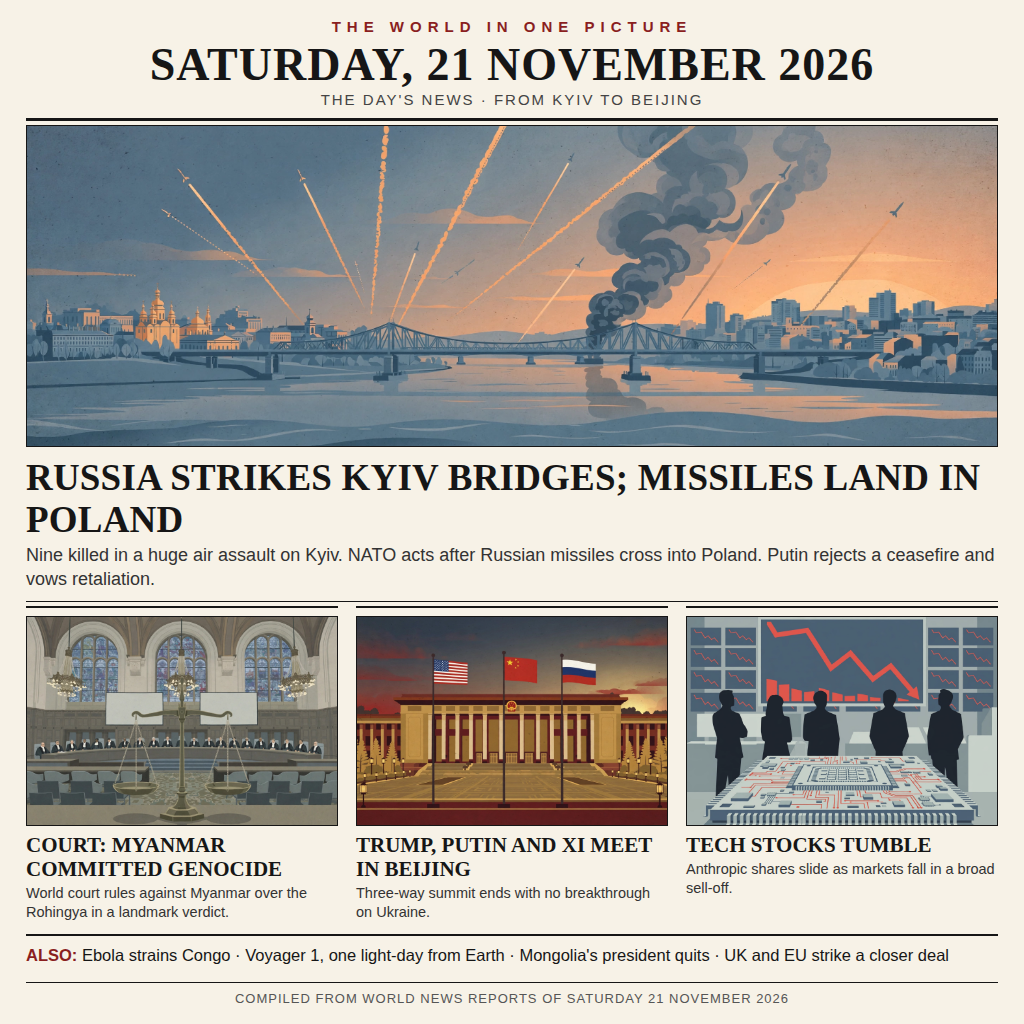 THE WORLD IN ONE PICTURE
SATURDAY, 21 NOVEMBER 2026
THE DAY'S NEWS · FROM KYIV TO BEIJING
RUSSIA STRIKES KYIV BRIDGES; MISSILES LAND IN
POLAND
Nine killed in a huge air assault on Kyiv. NATO acts after Russian missiles cross into Poland. Putin rejects a ceasefire and
vows retaliation.
COURT: MYANMAR
COMMITTED GENOCIDE
World court rules against Myanmar over the
Rohingya in a landmark verdict.
TRUMP, PUTIN AND XI MEET
IN BEIJING
Three-way summit ends with no breakthrough
on Ukraine.
TECH STOCKS TUMBLE
Anthropic shares slide as markets fall in a broad
sell-off.
ALSO: Ebola strains Congo · Voyager 1, one light-day from Earth · Mongolia's president quits · UK and EU strike a closer deal
COMPILED FROM WORLD NEWS REPORTS OF SATURDAY 21 NOVEMBER 2026